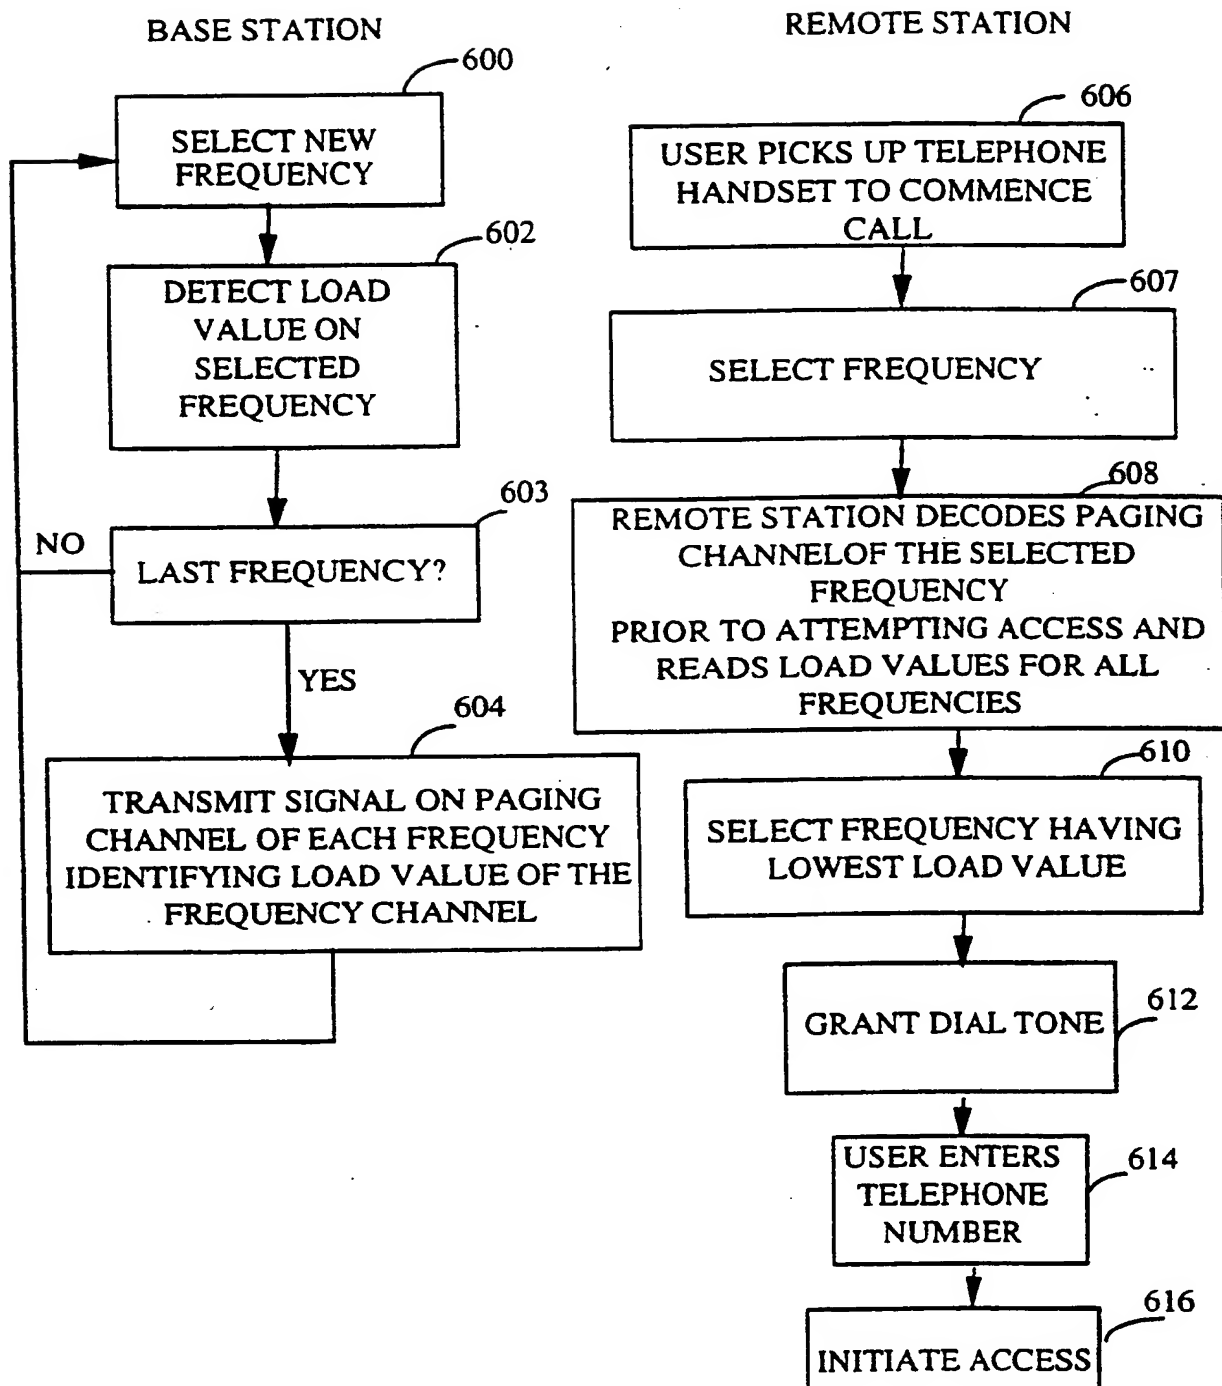 BASE STATION
600
SELECT NEW
FREQUENCY
602
DETECT LOAD
VALUE ON
SELECTED
FREQUENCY
603
NO
LAST FREQUENCY?
YES
604
TRANSMIT SIGNAL ON PAGING
CHANNEL OF EACH FREQUENCY
IDENTIFYING LOAD VALUE OF THE
FREQUENCY CHANNEL
REMOTE STATION
606
USER PICKS UP TELEPHONE
HANDSET TO COMMENCE
CALL
607
SELECT FREQUENCY
608
REMOTE STATION DECODES PAGING
CHANNELOF THE SELECTED
FREQUENCY
PRIOR TO ATTEMPTING ACCESS AND
READS LOAD VALUES FOR ALL
FREQUENCIES
610
SELECT FREQUENCY HAVING
LOWEST LOAD VALUE
612
GRANT DIAL TONE
614
USER ENTERS
TELEPHONE
NUMBER
616
INITIATE ACCESS